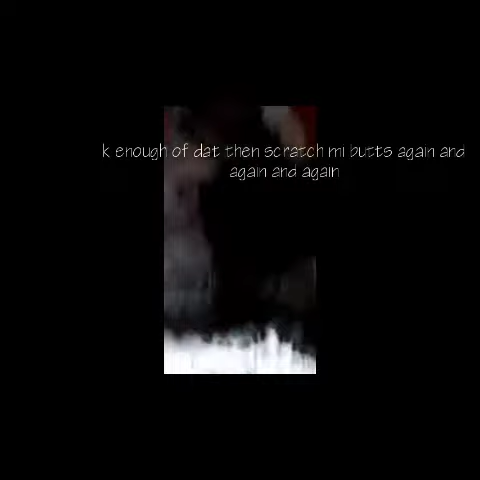 k enough of dat then scratch mi butts again and
again and again